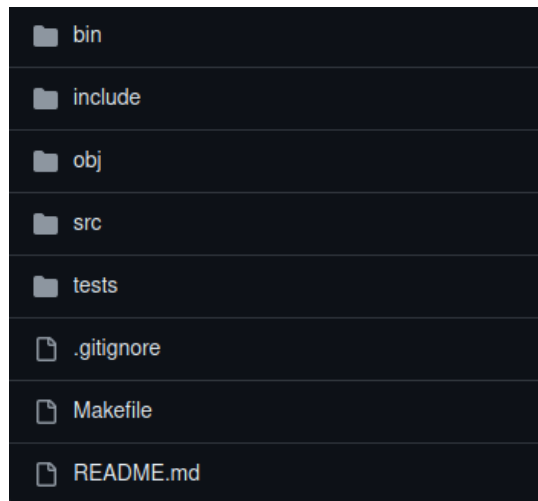 bin
include
obj
src
tests
.gitignore
Makefile
README.md